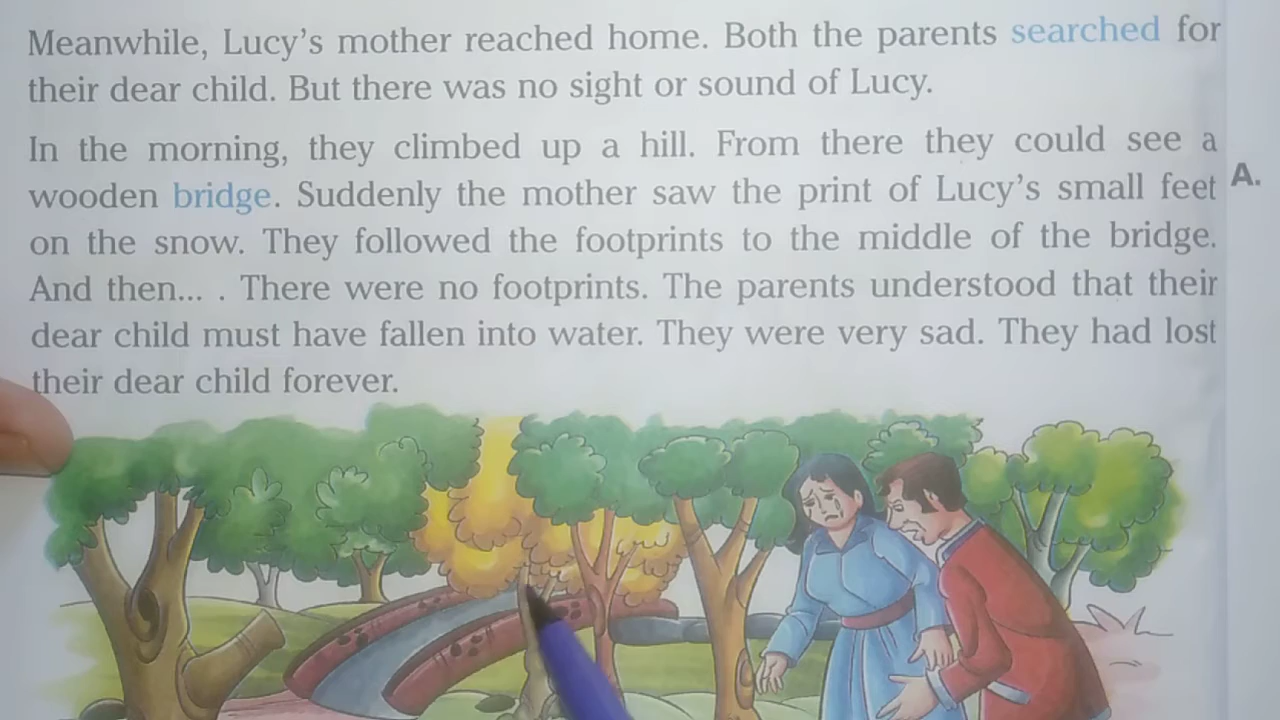 Meanwhile, Lucy's mother reached home. Both the parents searched for
their dear child. But there was no sight or sound of Lucy.
In the morning, they climbed up a hill. From there they could see a
wooden bridge. Suddenly the mother saw the print of Lucy's small feet
on the snow. They followed the footprints to the middle of the bridge.
And then... . There were no footprints. The parents understood that their
dear child must have fallen into water. They were very sad. They had lost
their dear child forever.
A.